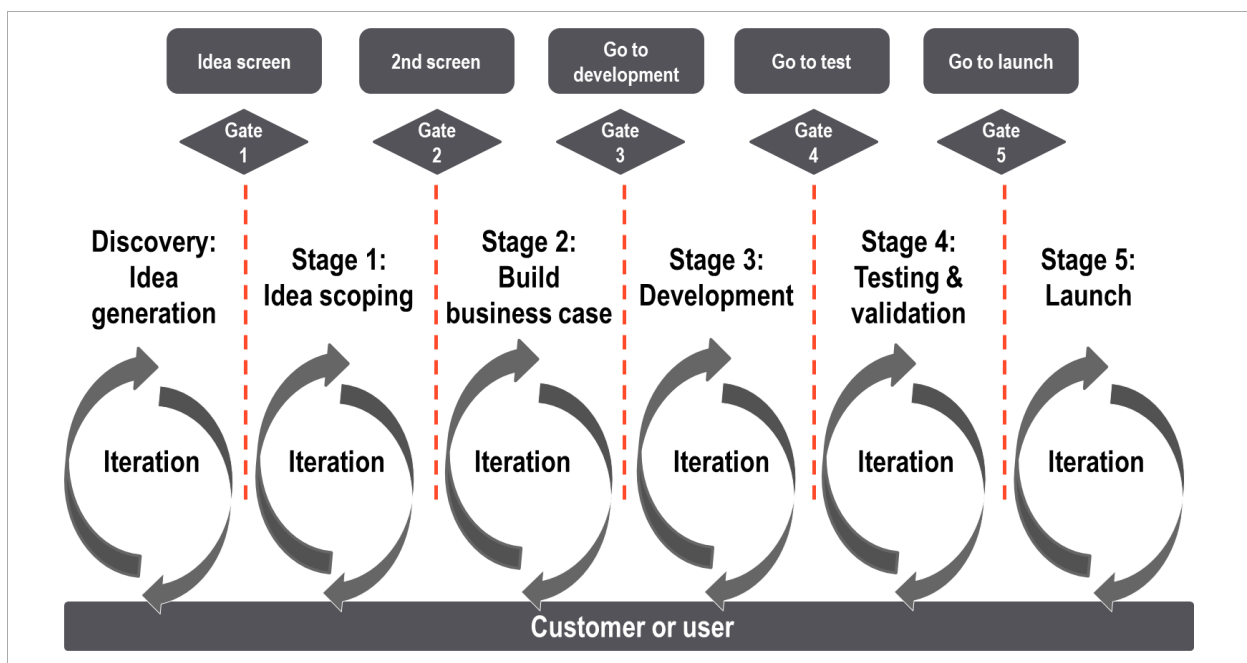 Idea screen
2nd screen
Go to
development
Go to test
Go to launch
Gate
1
Gate
2
Gate
3
Gate
4
Gate
5
Discovery:
Idea
generation
Stage 1:
Idea scoping
Stage 2:
Build
business case
Stage 3:
Development
Stage 4:
Testing &
validation
Stage 5:
Launch
Iteration
Iteration
Iteration
Iteration
Iteration
Iteration
Customer or user